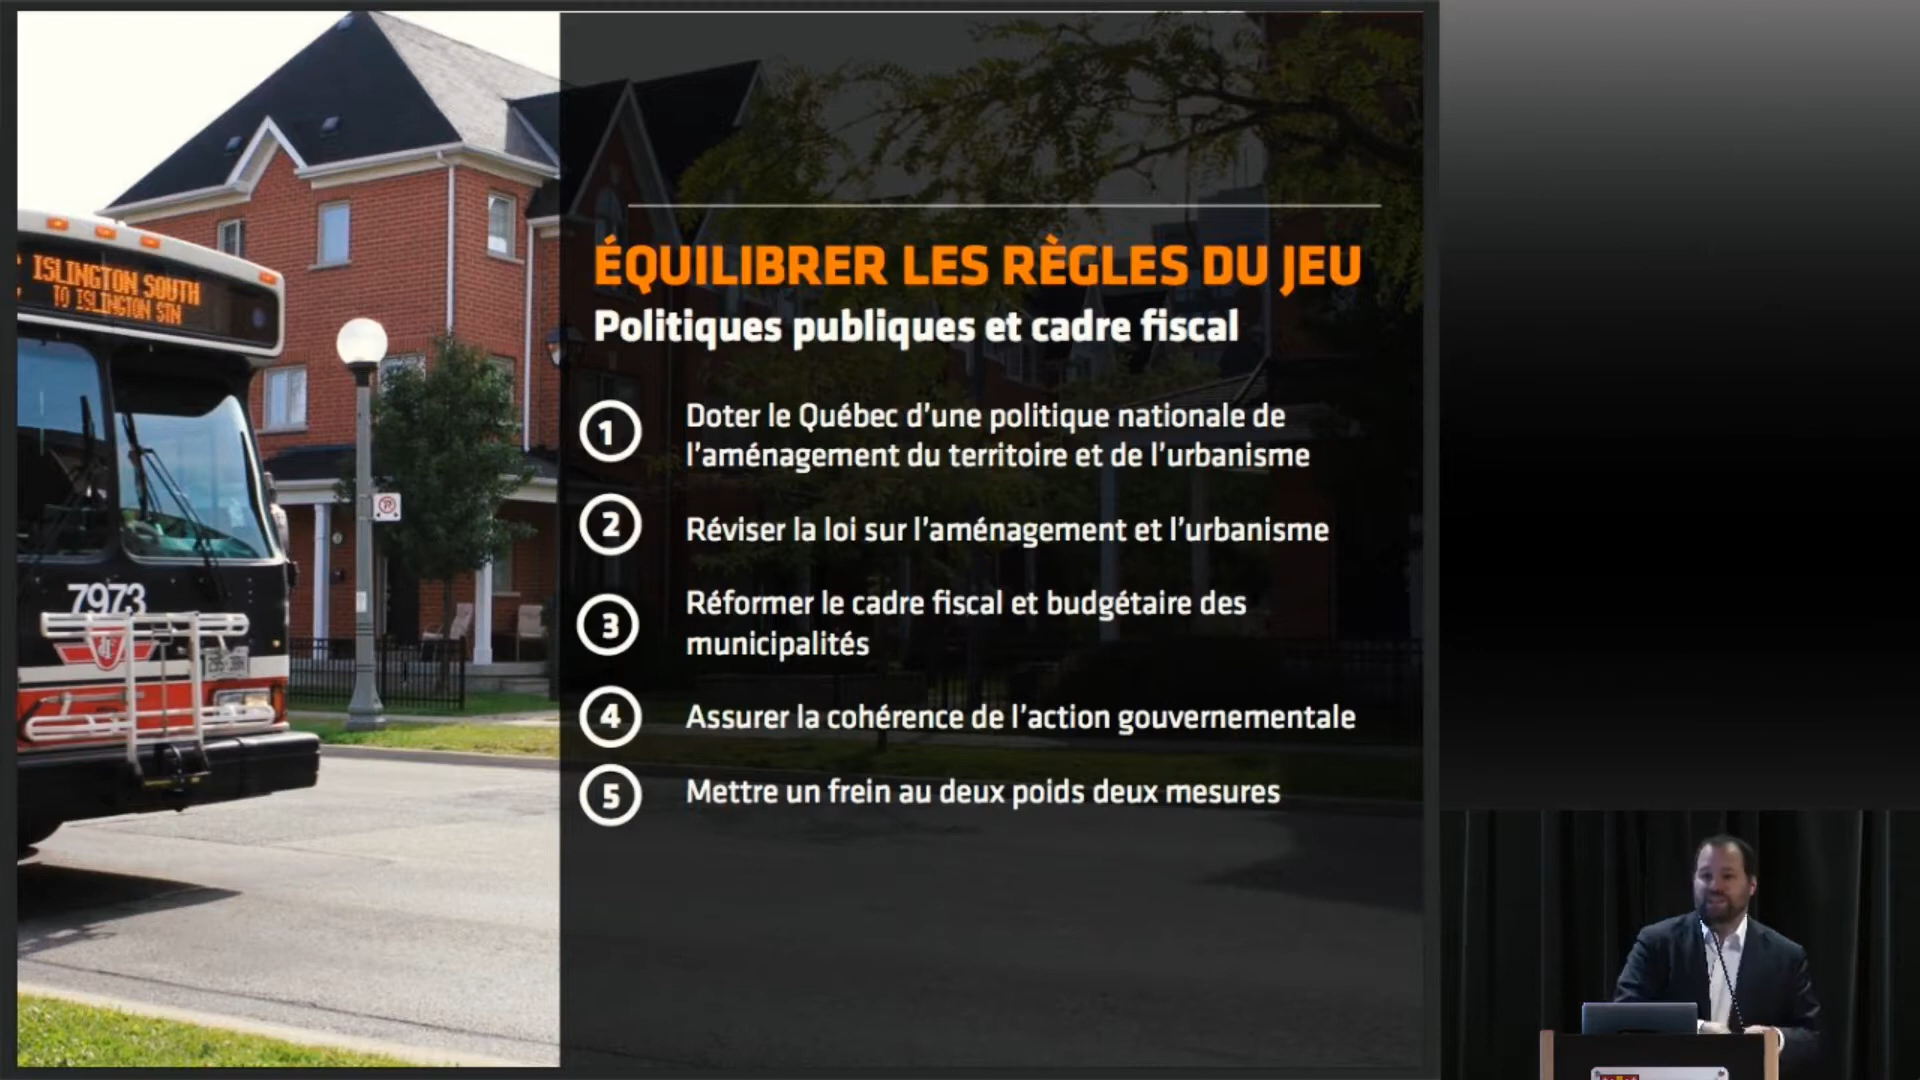 ISLINGTON SOUTH
TO ISLINGTON STN
7973
ÉQUILIBRER LES RÈGLES DU JEU
Politiques publiques et cadre fiscal
1
Doter le Québec d'une politique nationale de
l'aménagement du territoire et de l'urbanisme
2
Réviser la loi sur l'aménagement et l'urbanisme
3
Réformer le cadre fiscal et budgétaire des
municipalités
4
Assurer la cohérence de l'action gouvernementale
5
Mettre un frein au deux poids deux mesures